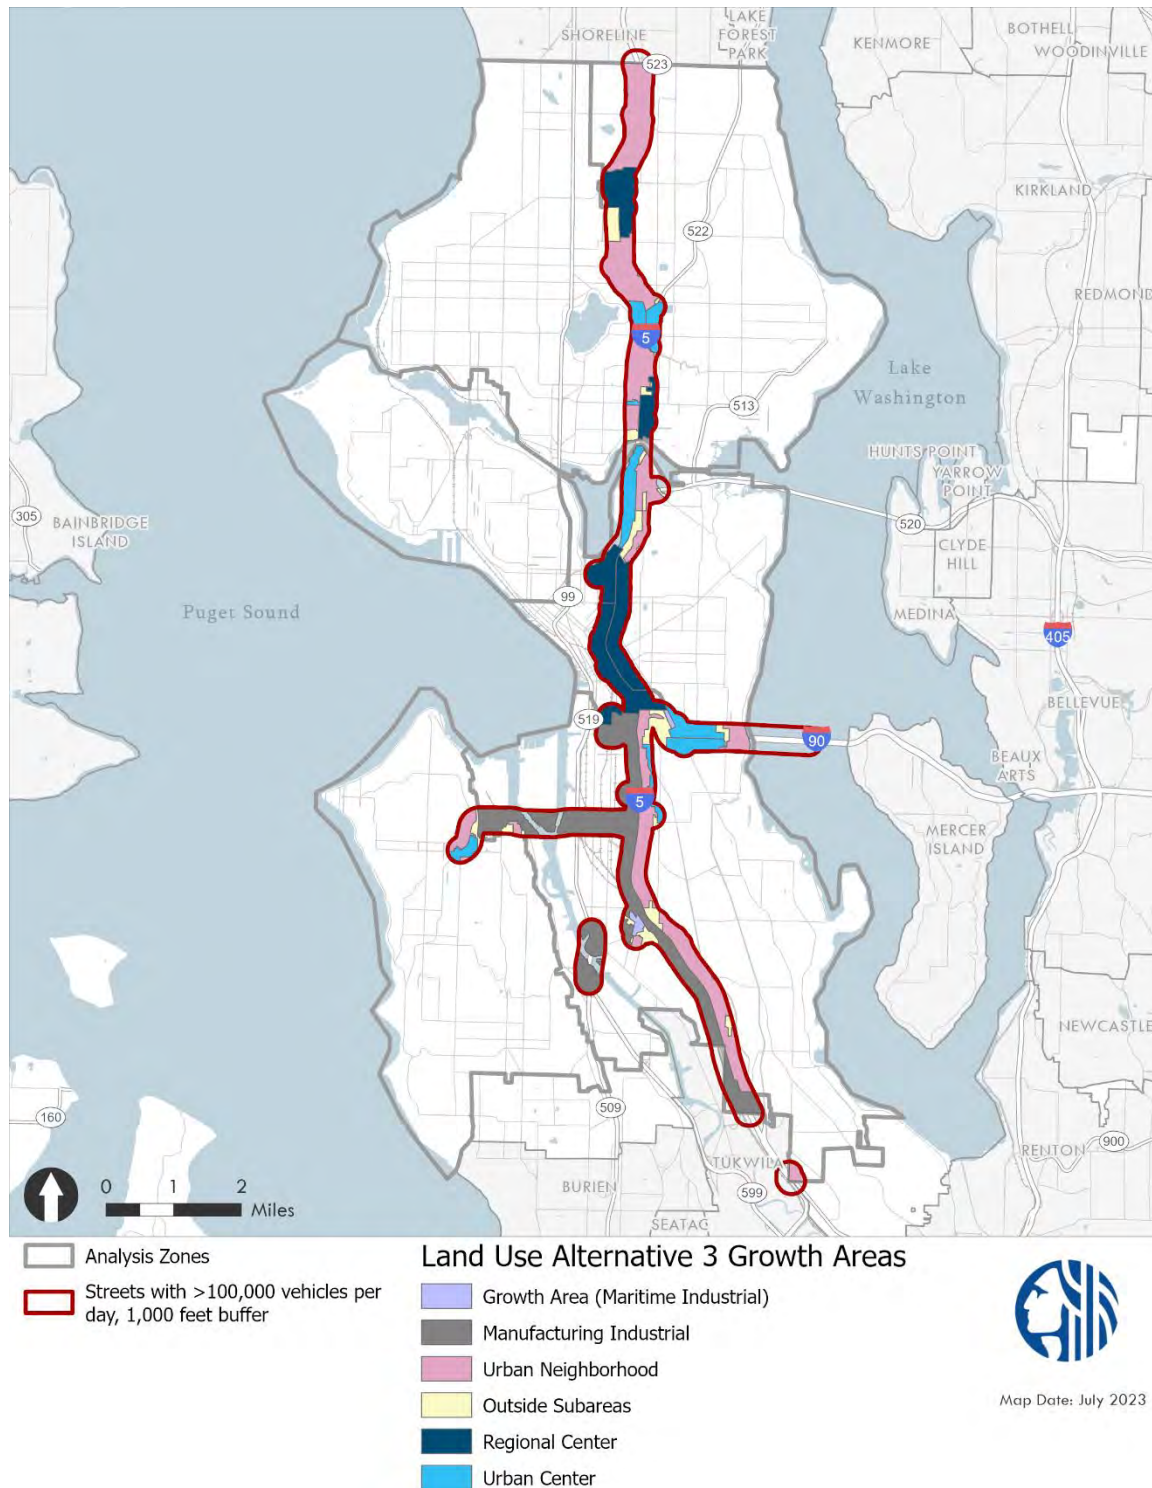 LAKE
FOREST
PARK
SHORELINE
BOTHELL
KENMORE
WOODINVILLE
523
KIRKLAND
522
REDMOND
5
Lake
Washington
513
HUNTS POINT
YARROW
POINT
305
BAINBRIDGE
ISLAND
520
CLYDE
HILL
99
Puget Sound
MEDINA
405
BELLEVUE
519
90
BEAUX
ARTS
5
MERCER
ISLAND
NEWCASTLE
160
509
RENTON
900
TUKWILA
BURIEN
599
SEATAC
0 1 2
Miles
Analysis Zones
Streets with >100,000 vehicles per
day, 1,000 feet buffer
Land Use Alternative 3 Growth Areas
Growth Area (Maritime Industrial)
Manufacturing Industrial
Urban Neighborhood
Outside Subareas
Regional Center
Urban Center
Map Date: July 2023